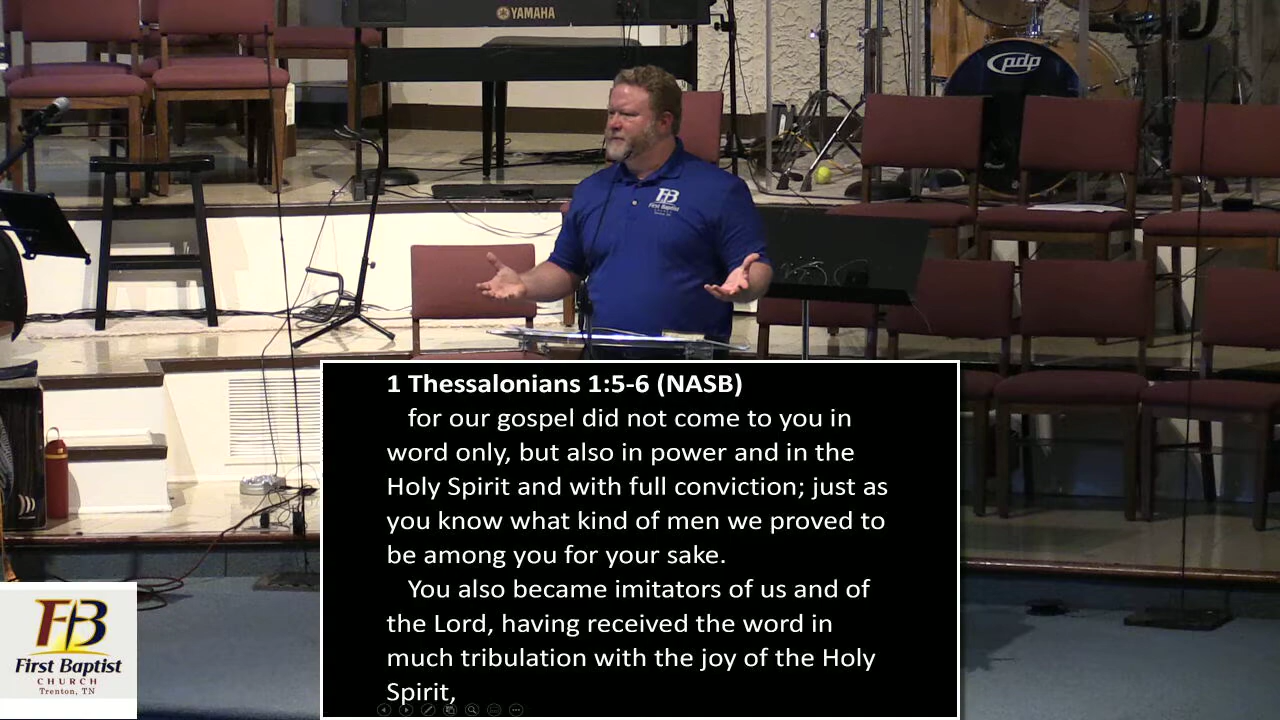 YAMAHA
pdp
FB
First Baptist
1 Thessalonians 1:5-6 (NASB)
for our gospel did not come to you in
word only, but also in power and in the
Holy Spirit and with full conviction; just as
you know what kind of men we proved to
be among you for your sake.
You also became imitators of us and of
the Lord, having received the word in
much tribulation with the joy of the Holy
Spirit,
FB
First Baptist
CHURCH
Trenton, TN